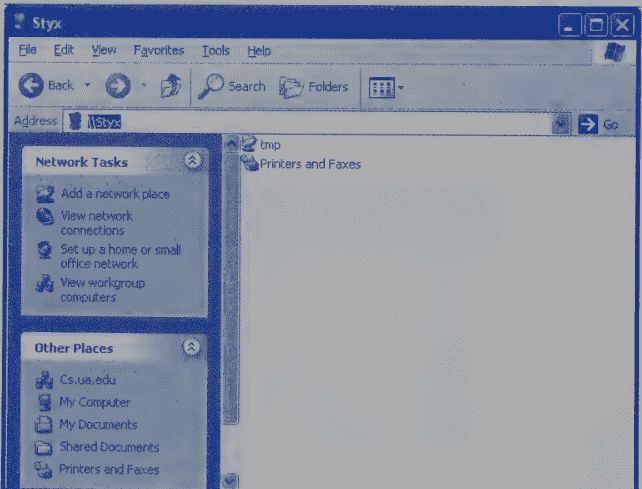 Styx
File Edit View Favorites Tools Help
Back Search Folders
Address \\Styx Go
Network Tasks
Add a network place
View network
connections
Set up a home or small
office network
View workgroup
computers
Other Places
Cs.ua.edu
My Computer
My Documents
Shared Documents
Printers and Faxes
tmp
Printers and Faxes